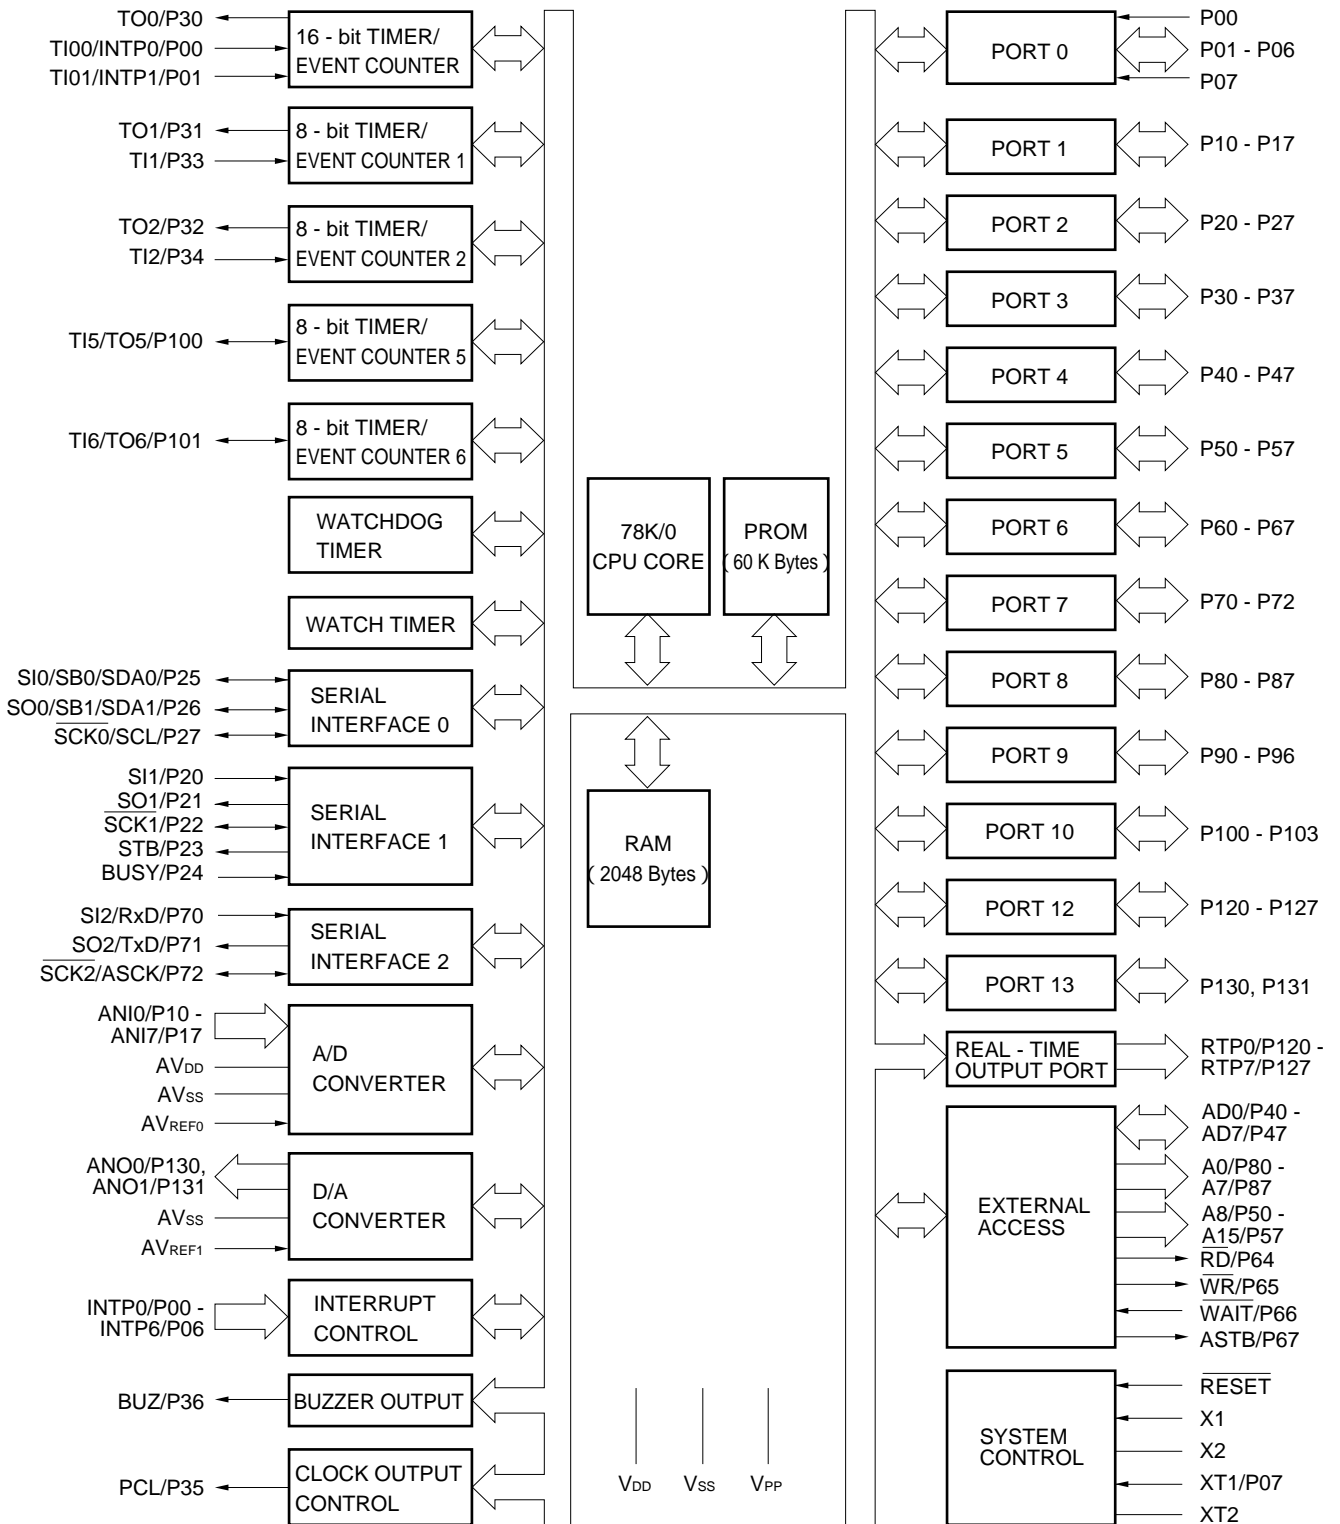 TO0/P30
TI00/INTP0/P00
TI01/INTP1/P01
16 - bit TIMER/
EVENT COUNTER
TO1/P31
TI1/P33
8 - bit TIMER/
EVENT COUNTER 1
TO2/P32
TI2/P34
8 - bit TIMER/
EVENT COUNTER 2
TI5/TO5/P100
8 - bit TIMER/
EVENT COUNTER 5
TI6/TO6/P101
8 - bit TIMER/
EVENT COUNTER 6
WATCHDOG
TIMER
WATCH TIMER
SI0/SB0/SDA0/P25
SO0/SB1/SDA1/P26
SCK0/SCL/P27
SERIAL
INTERFACE 0
SI1/P20
SO1/P21
SCK1/P22
STB/P23
BUSY/P24
SERIAL
INTERFACE 1
SI2/RxD/P70
SO2/TxD/P71
SCK2/ASCK/P72
SERIAL
INTERFACE 2
ANI0/P10 -
ANI7/P17
AVDD
AVSS
AVREF0
A/D
CONVERTER
ANO0/P130,
ANO1/P131
AVSS
AVREF1
D/A
CONVERTER
INTP0/P00 -
INTP6/P06
INTERRUPT
CONTROL
BUZ/P36
BUZZER OUTPUT
PCL/P35
CLOCK OUTPUT
CONTROL
78K/0
CPU CORE
PROM
( 60 K Bytes )
RAM
( 2048 Bytes )
VDD
VSS
VPP
PORT 0
P00
P01 - P06
P07
PORT 1
P10 - P17
PORT 2
P20 - P27
PORT 3
P30 - P37
PORT 4
P40 - P47
PORT 5
P50 - P57
PORT 6
P60 - P67
PORT 7
P70 - P72
PORT 8
P80 - P87
PORT 9
P90 - P96
PORT 10
P100 - P103
PORT 12
P120 - P127
PORT 13
P130, P131
REAL - TIME
OUTPUT PORT
RTP0/P120 -
RTP7/P127
EXTERNAL
ACCESS
AD0/P40 -
AD7/P47
A0/P80 -
A7/P87
A8/P50 -
A15/P57
RD/P64
WR/P65
WAIT/P66
ASTB/P67
SYSTEM
CONTROL
RESET
X1
X2
XT1/P07
XT2